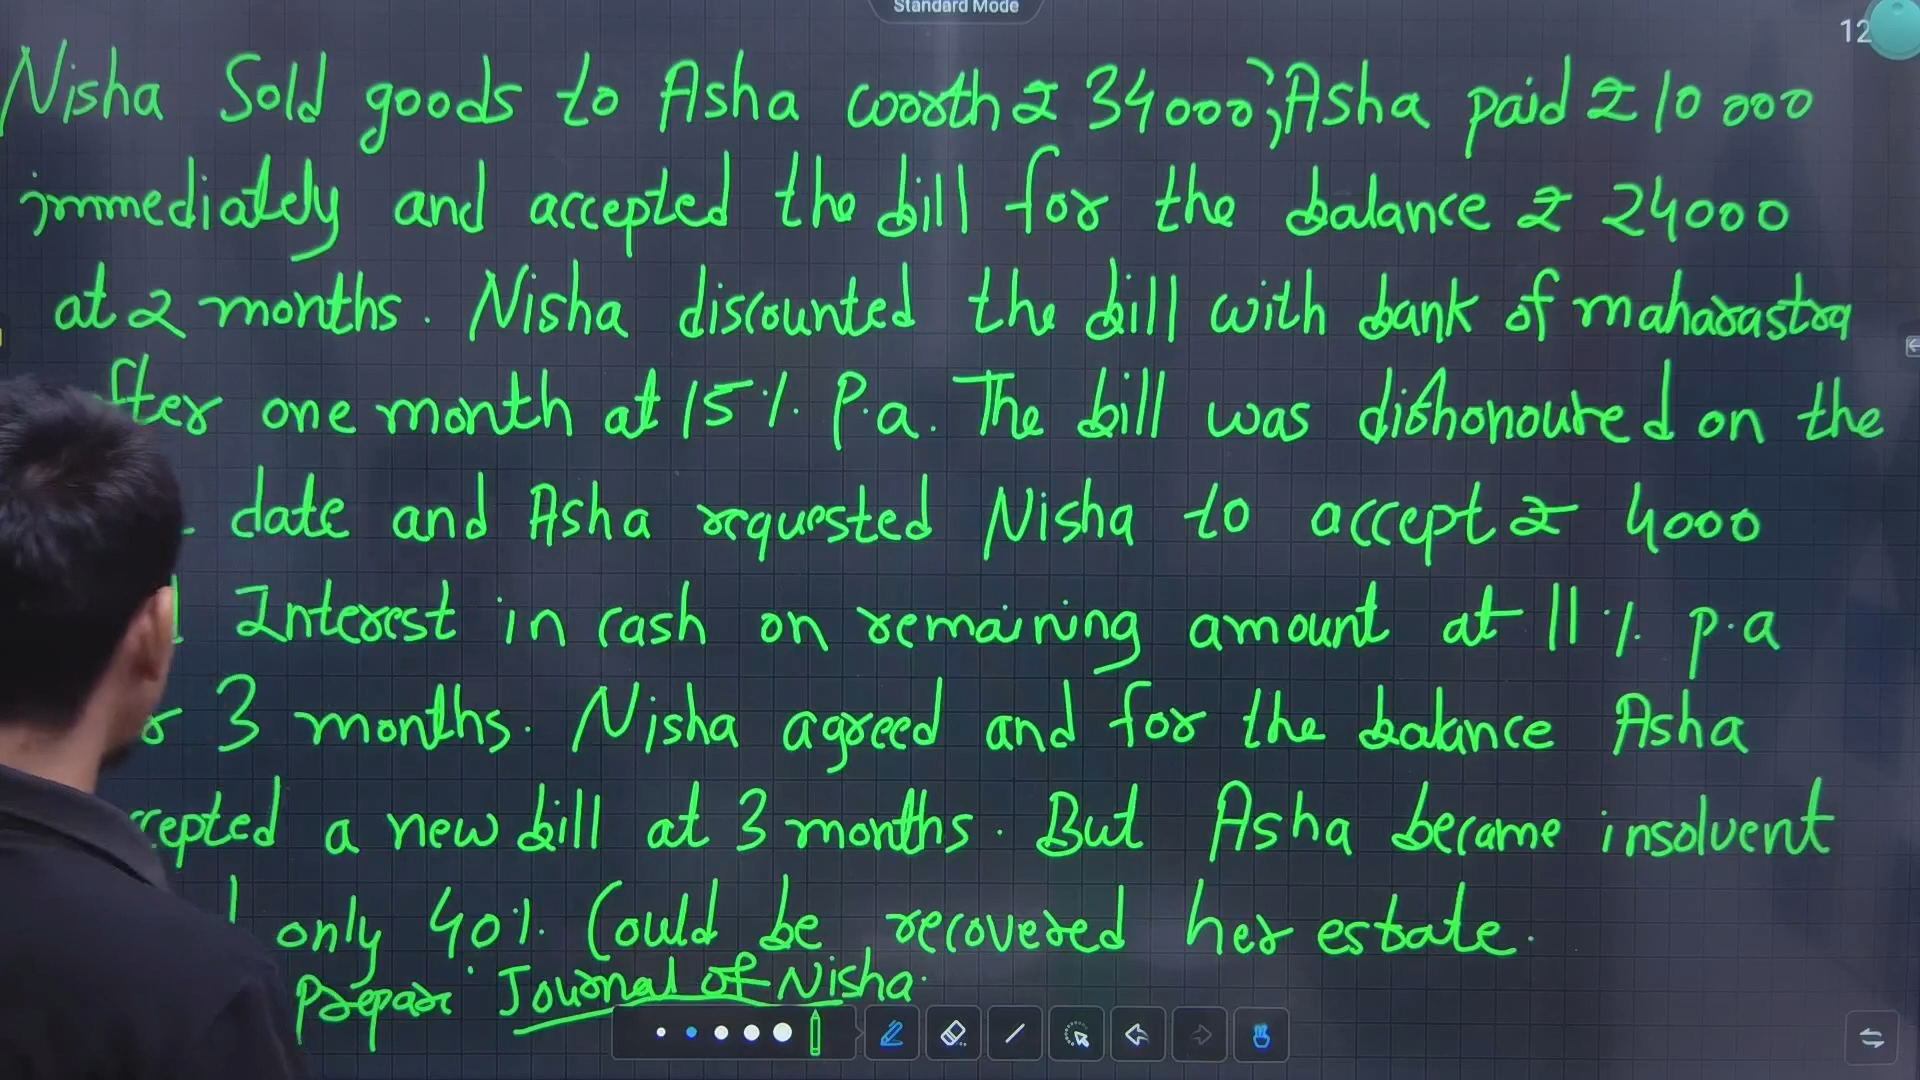 Standard Mode
12
Nisha Sold goods to Asha worth ₹ 34000; Asha paid ₹ 10 000
immediately and accepted the bill for the balance ₹ 24000
at 2 months. Nisha discounted the bill with bank of maharastra
fter one month at 15%. P.a. The bill was dishonoured on the
date and Asha requested Nisha to accept ₹ 4000
Interest in cash on remaining amount at 11 %. p.a
r 3 months. Nisha agreed and for the balance Asha
cepted a new bill at 3 months. But Asha became insolvent
only 40%. Could be recovered her estate.
Prepare Journal of Nisha.